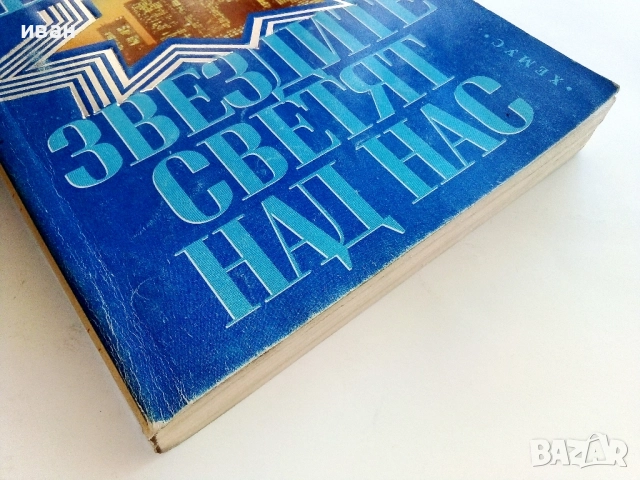 иван
ЗВЕЗДИТЕ
СВЕТЯТ
НАД НАС
• ХЕМУС •
BAZAR